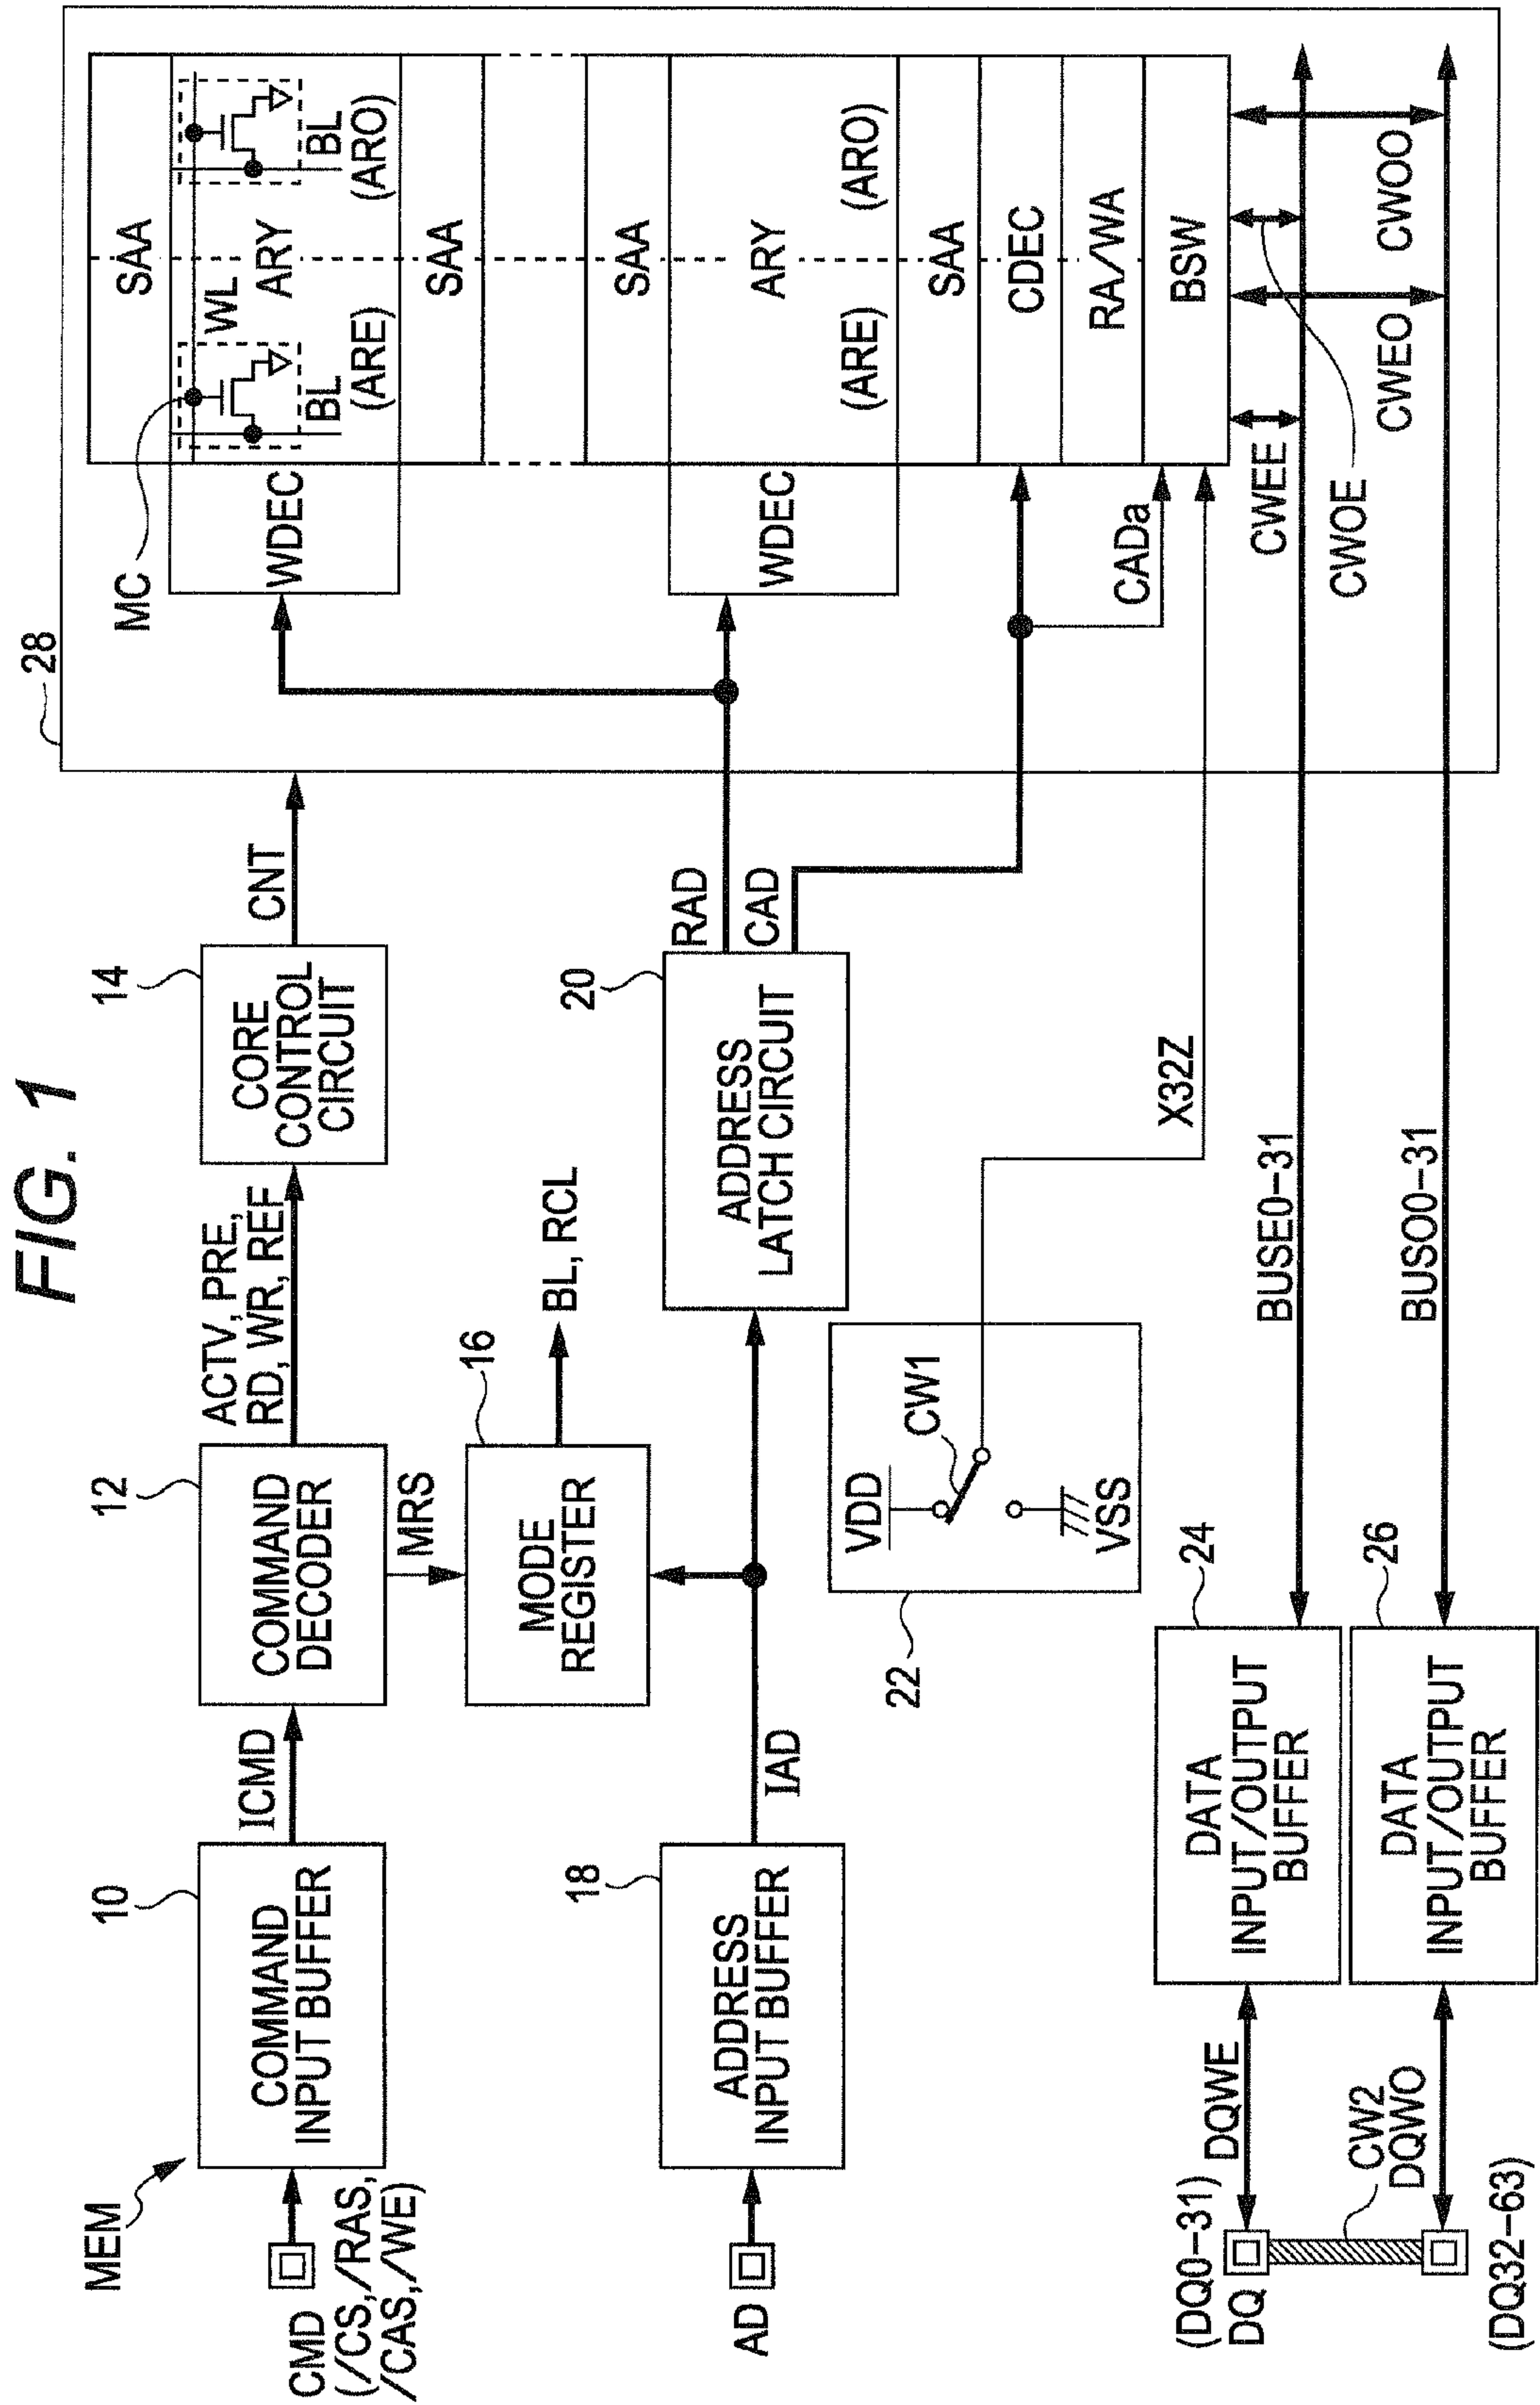 FIG. 1
MEM
CMD
(/CS,/RAS,
/CAS,/WE)
10
COMMAND
INPUT BUFFER
ICMD
12
COMMAND
DECODER
ACTV, PRE,
RD, WR, REF
14
CORE
CONTROL
CIRCUIT
CNT
28
MRS
16
MODE
REGISTER
BL, RCL
AD
18
ADDRESS
INPUT BUFFER
IAD
20
ADDRESS
LATCH CIRCUIT
RAD
CAD
22
VDD
CW1
VSS
X32Z
MC
WDEC
WDEC
SAA
WL
BL
BL
ARY
(ARE)
(ARO)
SAA
SAA
ARY
(ARE)
(ARO)
SAA
CDEC
RA/WA
BSW
CADa
CWEE
CWOE
CWEO
CWOO
(DQ0-31)
DQ
DQWE
24
DATA
INPUT/OUTPUT
BUFFER
BUSE0-31
CW2
DQWO
(DQ32-63)
26
DATA
INPUT/OUTPUT
BUFFER
BUSO0-31